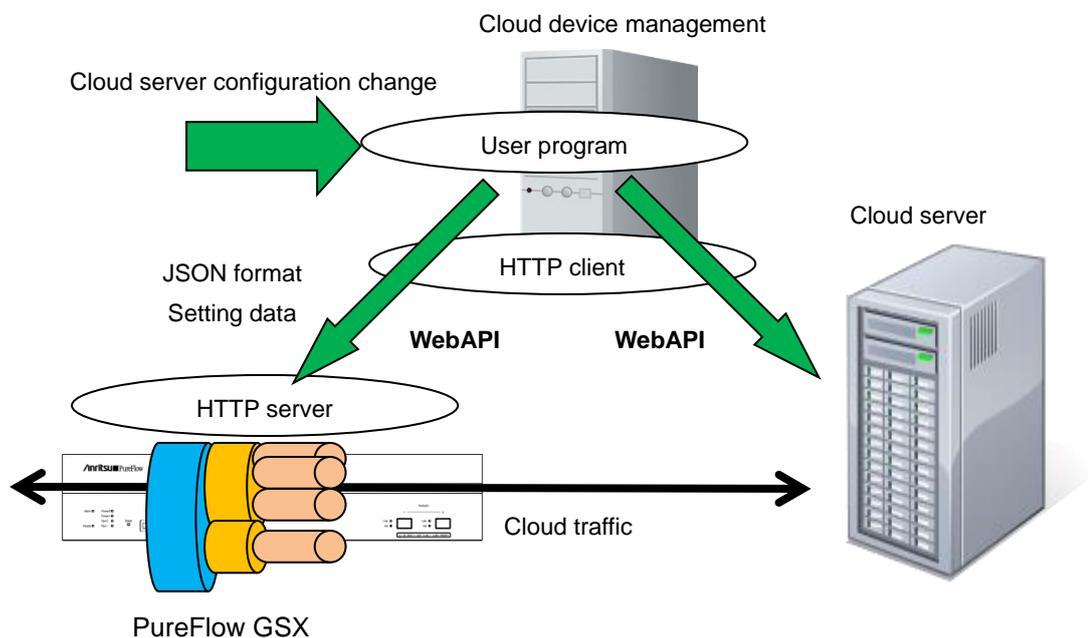 Cloud device management
Cloud server configuration change
User program
Cloud server
HTTP client
JSON format
Setting data
WebAPI
WebAPI
HTTP server
Anritsu PureFlow
Cloud traffic
PureFlow GSX